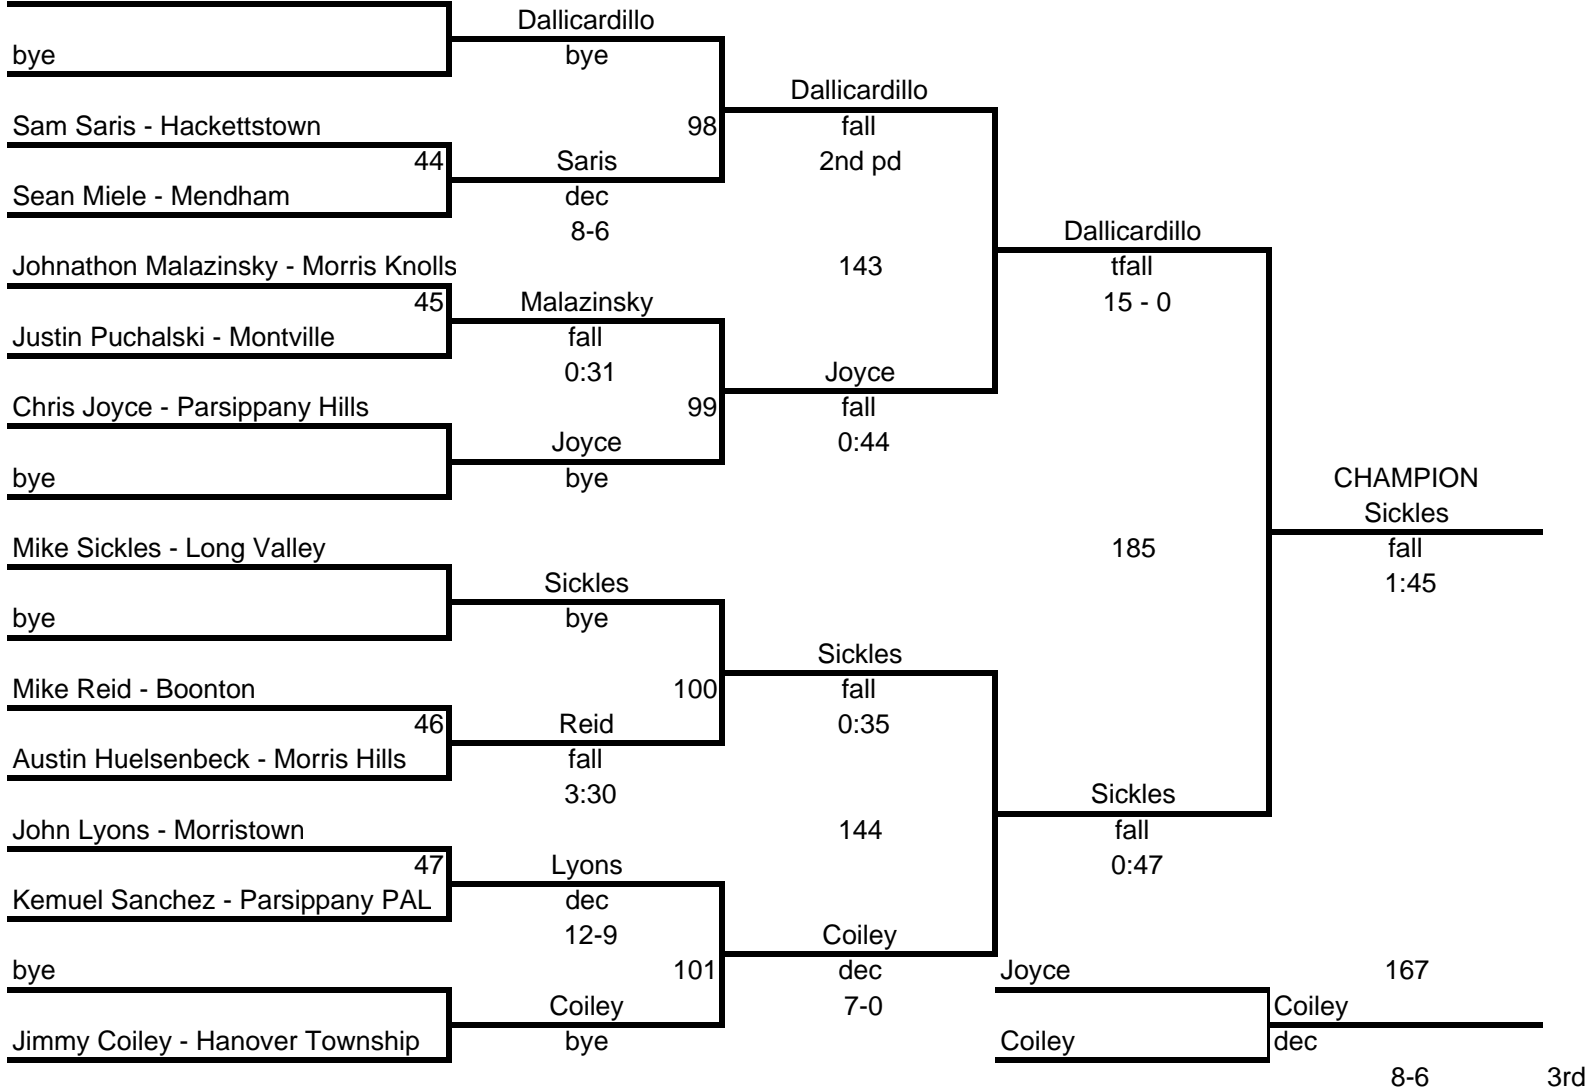 Dallicardillo
bye
bye
Dallicardillo
Sam Saris - Hackettstown
98
fall
44
Saris
2nd pd
Sean Miele - Mendham
dec
8-6
Dallicardillo
Johnathon Malazinsky - Morris Knolls
143
tfall
45
Malazinsky
15 - 0
Justin Puchalski - Montville
fall
0:31
Joyce
Chris Joyce - Parsippany Hills
99
fall
Joyce
0:44
bye
bye
CHAMPION
Sickles
Mike Sickles - Long Valley
185
fall
Sickles
1:45
bye
bye
Sickles
Mike Reid - Boonton
100
fall
46
Reid
0:35
Austin Huelsenbeck - Morris Hills
fall
3:30
Sickles
John Lyons - Morristown
144
fall
47
Lyons
0:47
Kemuel Sanchez - Parsippany PAL
dec
12-9
Coiley
bye
101
dec
Joyce
167
Coiley
7-0
Coiley
Jimmy Coiley - Hanover Township
bye
Coiley
dec
8-6
3rd